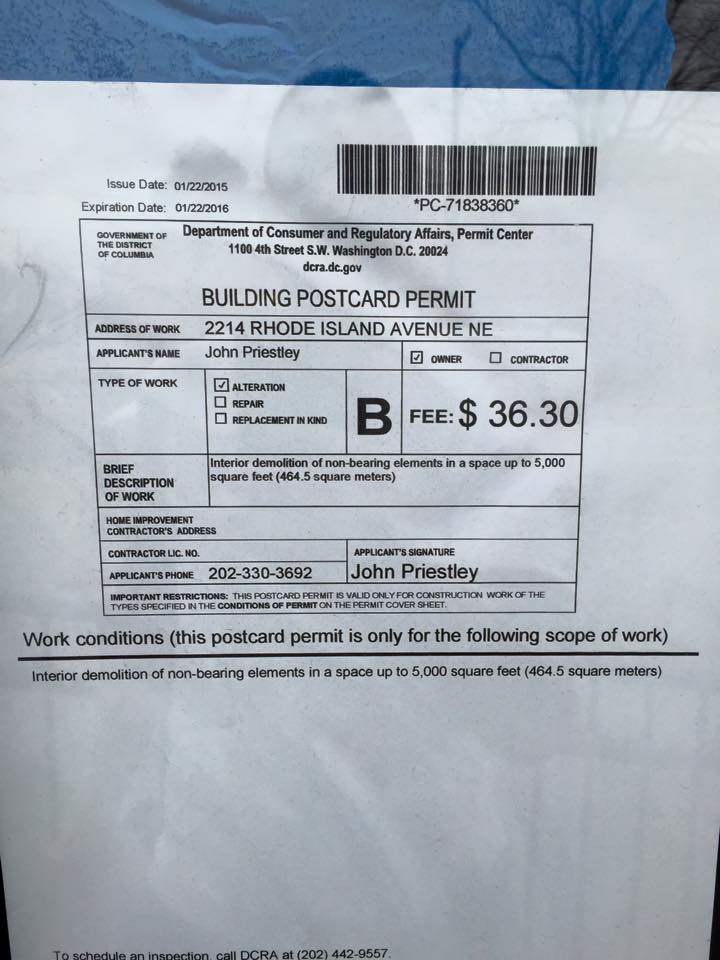 Issue Date: 01/22/2015
Expiration Date: 01/22/2016
*PC-71838360*
GOVERNMENT OF
THE DISTRICT
OF COLUMBIA
Department of Consumer and Regulatory Affairs, Permit Center
1100 4th Street S.W. Washington D.C. 20024
dcra.dc.gov
BUILDING POSTCARD PERMIT
ADDRESS OF WORK 2214 RHODE ISLAND AVENUE NE
APPLICANT'S NAME John Priestley OWNER CONTRACTOR
TYPE OF WORK
ALTERATION
REPAIR
REPLACEMENT IN KIND
B
FEE: $ 36.30
BRIEF
DESCRIPTION
OF WORK
Interior demolition of non-bearing elements in a space up to 5,000
square feet (464.5 square meters)
HOME IMPROVEMENT
CONTRACTOR'S ADDRESS
CONTRACTOR LIC. NO.
APPLICANT'S SIGNATURE
APPLICANT'S PHONE 202-330-3692
John Priestley
IMPORTANT RESTRICTIONS: THIS POSTCARD PERMIT IS VALID ONLY FOR CONSTRUCTION WORK OF THE
TYPES SPECIFIED IN THE CONDITIONS OF PERMIT ON THE PERMIT COVER SHEET.
Work conditions (this postcard permit is only for the following scope of work)
Interior demolition of non-bearing elements in a space up to 5,000 square feet (464.5 square meters)
To schedule an inspection, call DCRA at (202) 442-9557.